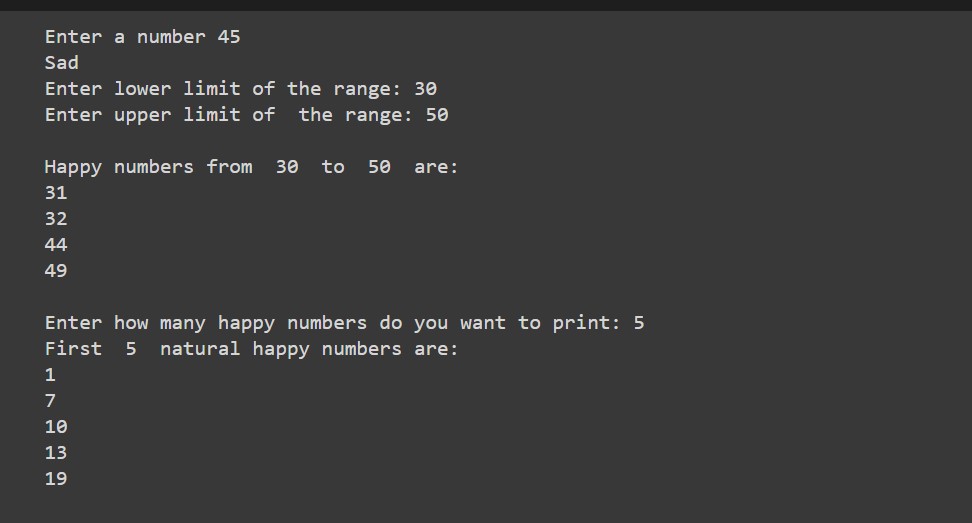 Enter a number 45
Sad
Enter lower limit of the range: 30
Enter upper limit of  the range: 50
Happy numbers from  30  to  50  are:
31
32
44
49
Enter how many happy numbers do you want to print: 5
First  5  natural happy numbers are:
1
7
10
13
19